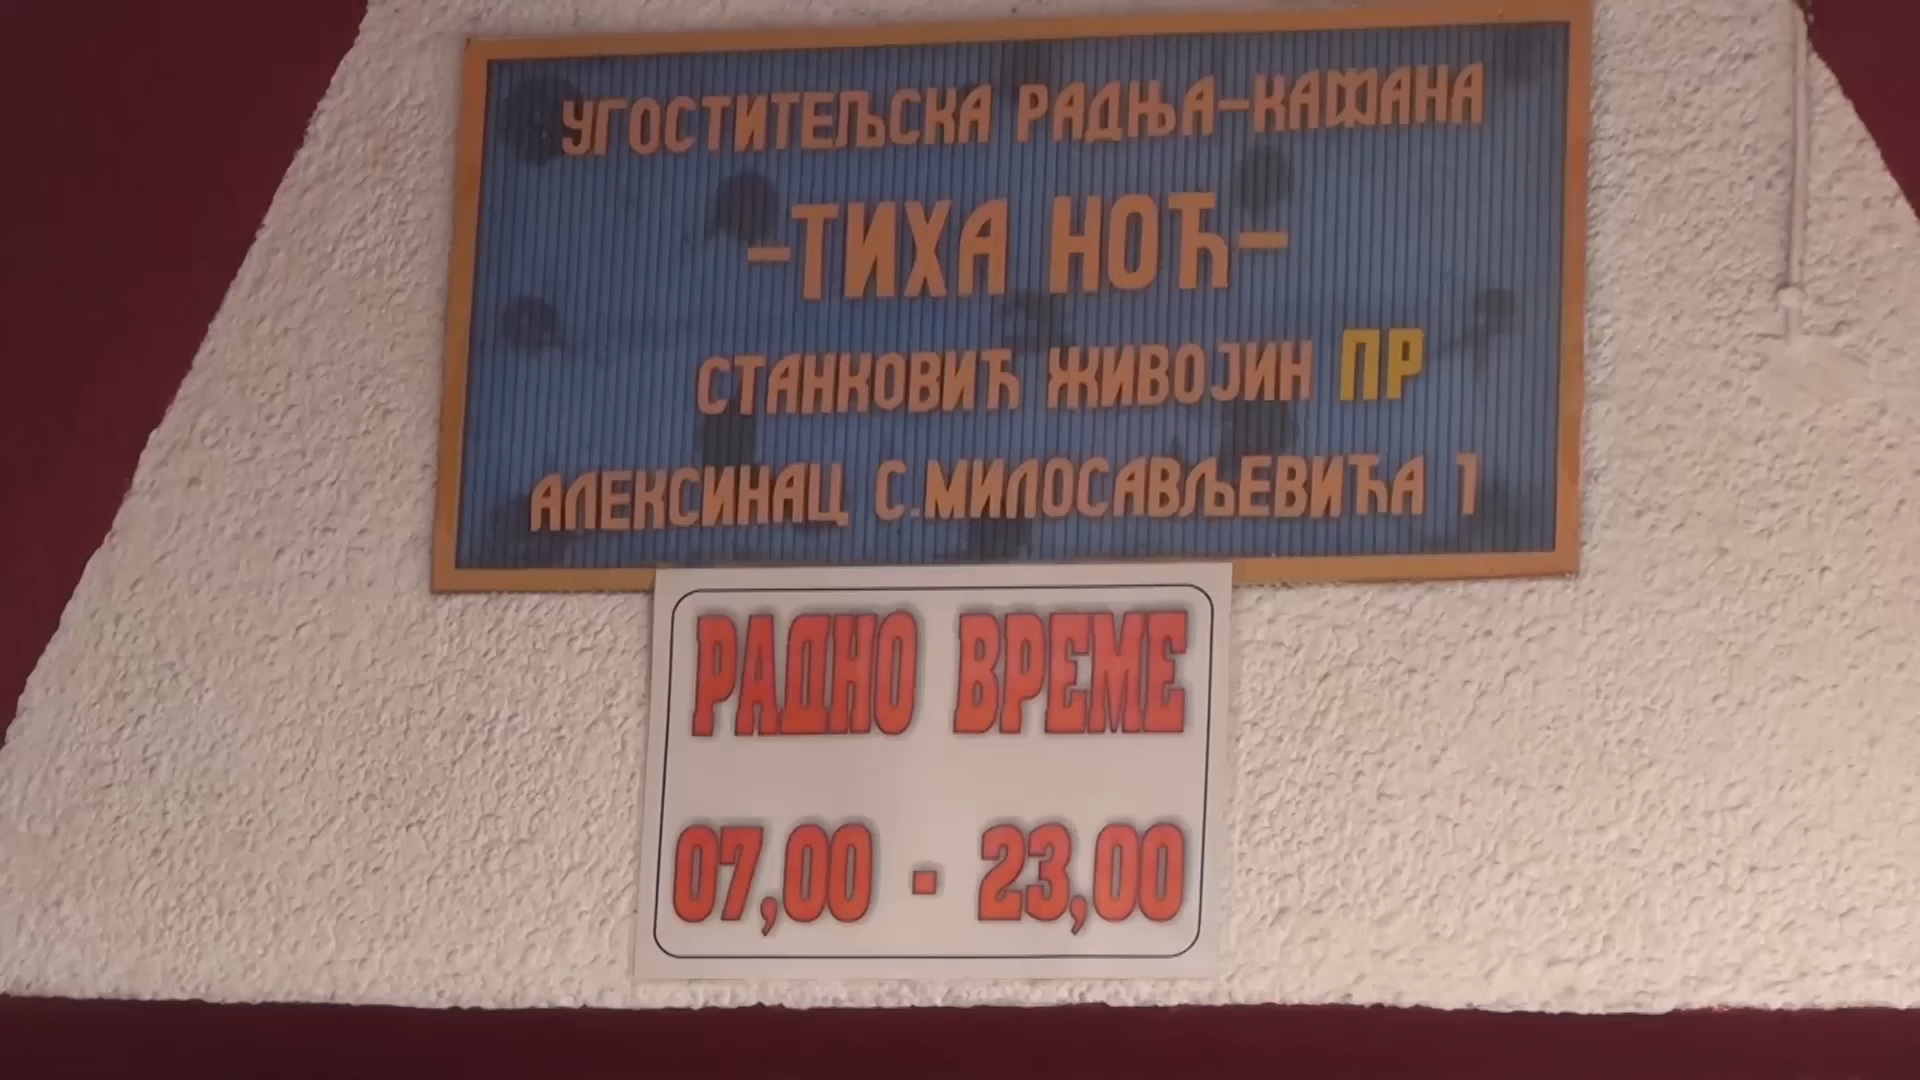 УГОСТИТЕЉСКА РАДЊА-КАФАНА
-ТИХА НОЋ-
СТАНКОВИЋ ЖИВОЈИН ПР
АЛЕКСИНАЦ С.МИЛОСАВЉЕВИЋА 1
РАДНО ВРЕМЕ
07,00 - 23,00